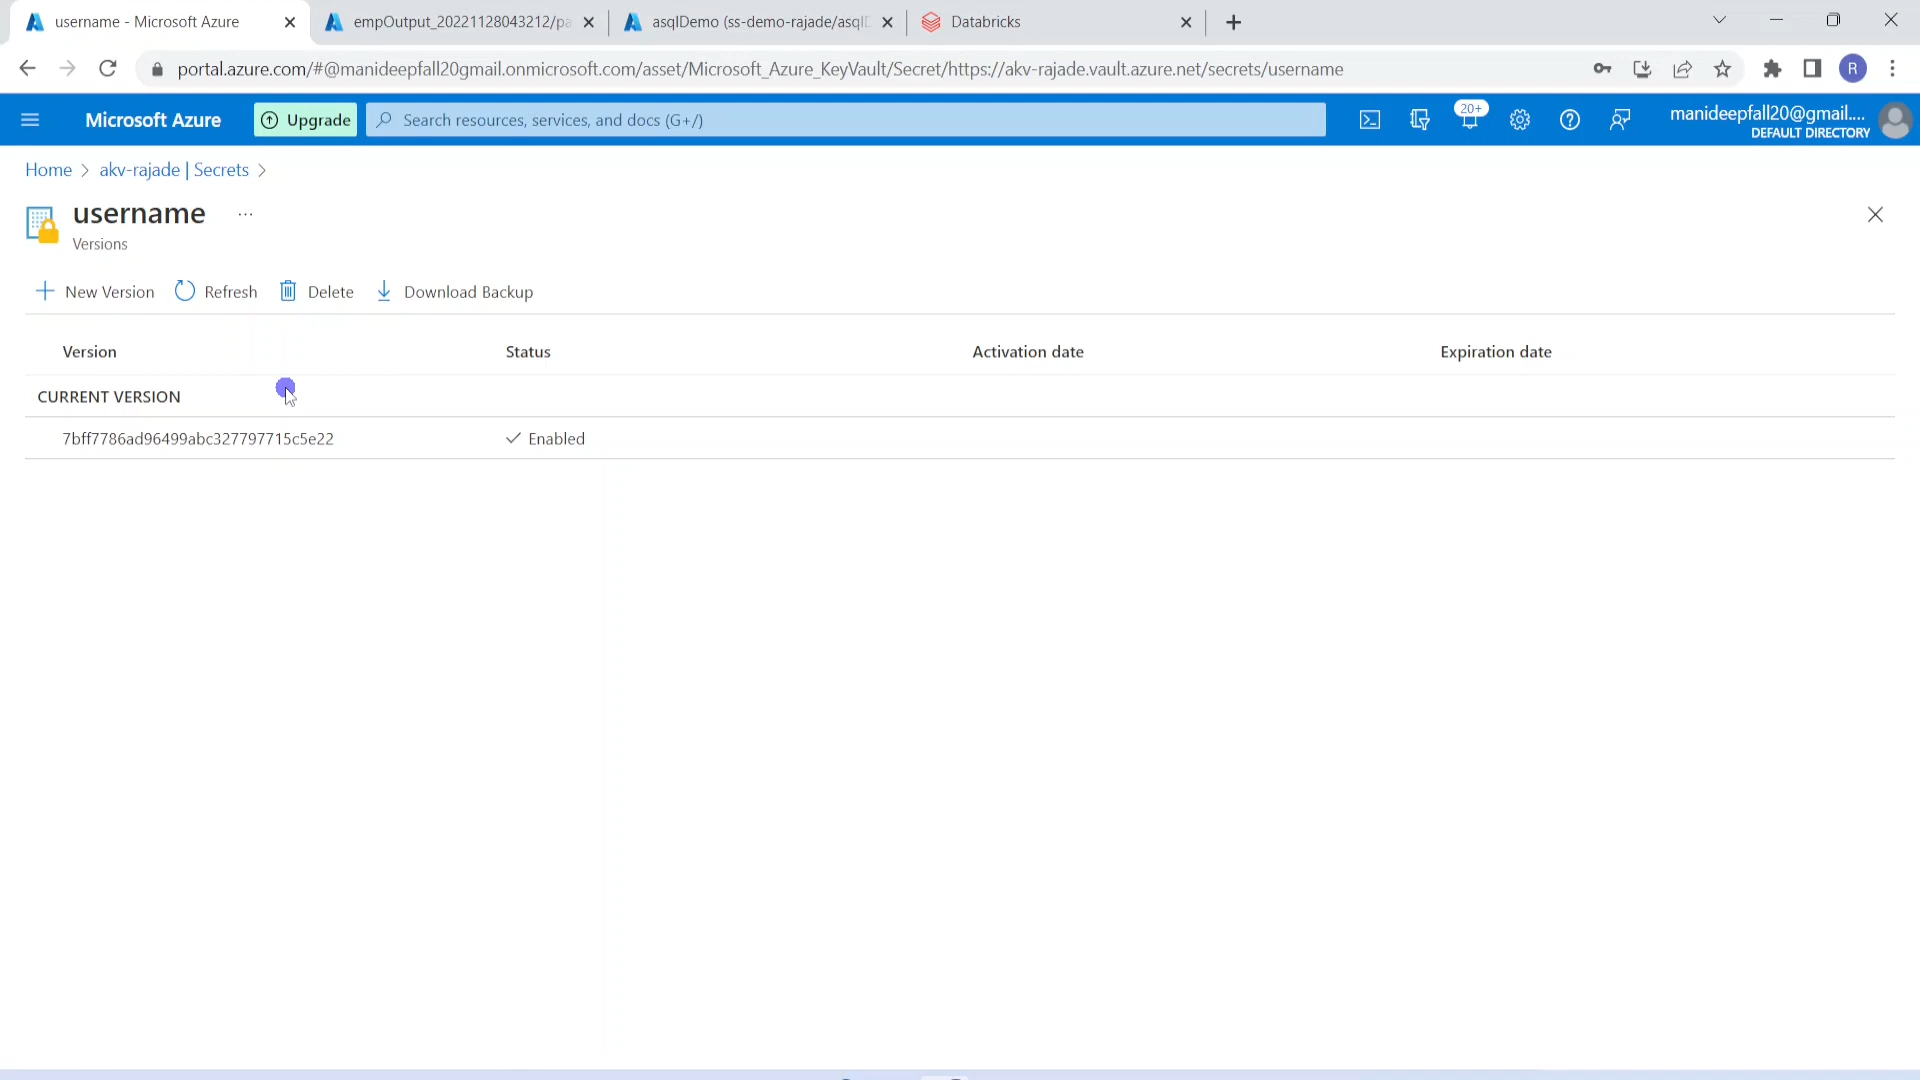 username - Microsoft Azure
empOutput_20221128043212/pa
asqlDemo (ss-demo-rajade/asqlD
Databricks
portal.azure.com/#@manideepfall20gmail.onmicrosoft.com/asset/Microsoft_Azure_KeyVault/Secret/https://akv-rajade.vault.azure.net/secrets/username
R
Microsoft Azure
Upgrade
Search resources, services, and docs (G+/)
20+
manideepfall20@gmail....
DEFAULT DIRECTORY
Home > akv-rajade | Secrets >
username ...
Versions
New Version Refresh Delete Download Backup
Version Status Activation date Expiration date
CURRENT VERSION
7bff7786ad96499abc327797715c5e22 Enabled